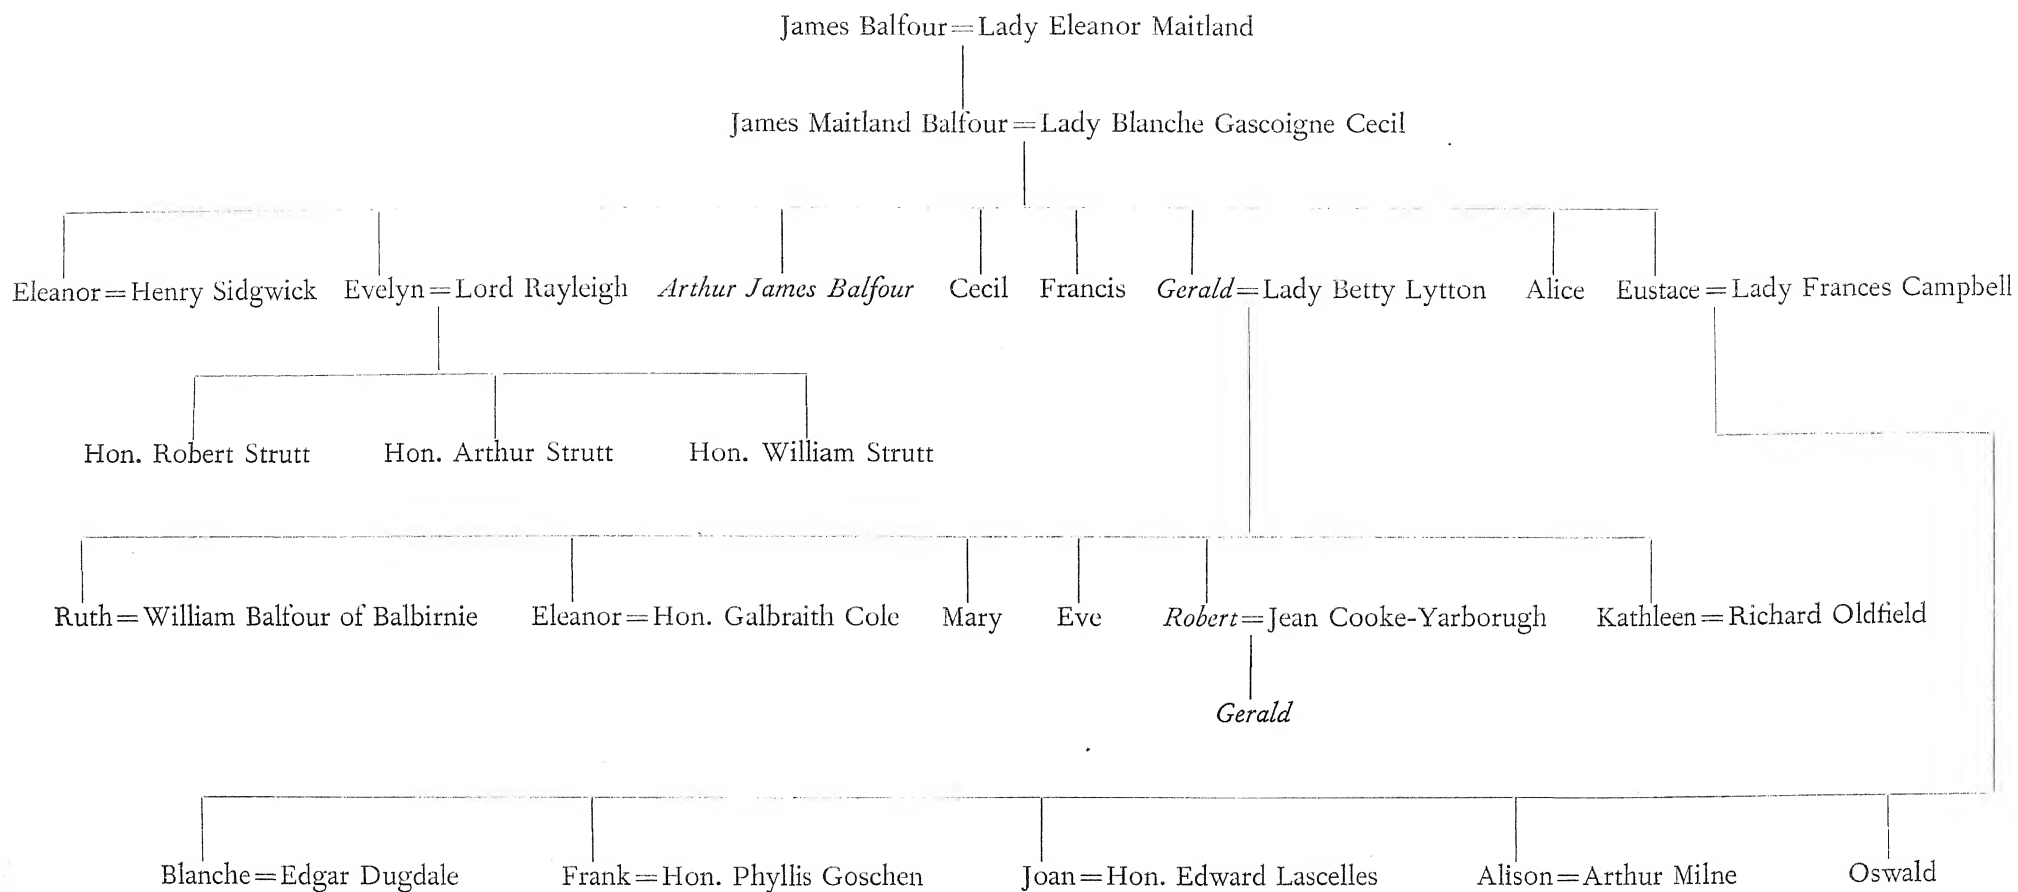 James Balfour=Lady Eleanor Maitland
James Maitland Balfour=Lady Blanche Gascoigne Cecil
Eleanor=Henry Sidgwick Evelyn=Lord Rayleigh Arthur James Balfour Cecil Francis Gerald=Lady Betty Lytton Alice Eustace=Lady Frances Campbell
Hon. Robert Strutt Hon. Arthur Strutt Hon. William Strutt
Ruth=William Balfour of Balbirnie Eleanor=Hon. Galbraith Cole Mary Eve Robert=Jean Cooke-Yarborugh Kathleen=Richard Oldfield
Gerald
Blanche=Edgar Dugdale Frank=Hon. Phyllis Goschen Joan=Hon. Edward Lascelles Alison=Arthur Milne Oswald